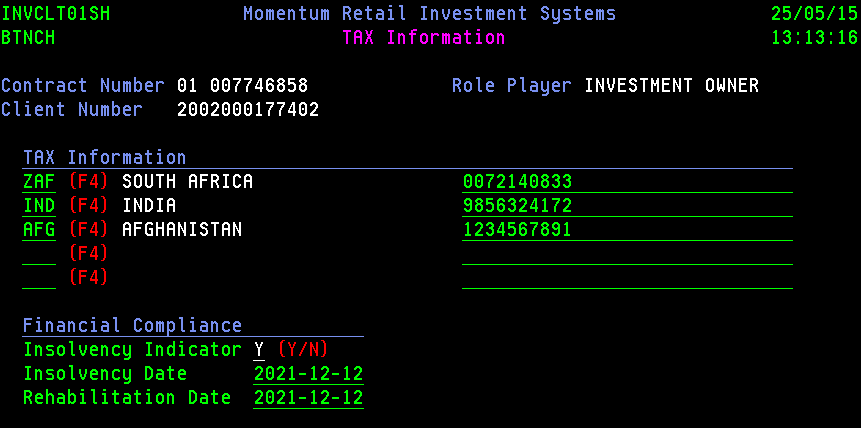 INVCLT01SH Momentum Retail Investment Systems 25/05/15
BTNCH TAX Information 13:13:16
Contract Number 01 007746858 Role Player INVESTMENT OWNER
Client Number 2002000177402
TAX Information
ZAF (F4) SOUTH AFRICA 0072140833
IND (F4) INDIA 9856324172
AFG (F4) AFGHANISTAN 1234567891
(F4)
(F4)
Financial Compliance
Insolvency Indicator Y (Y/N)
Insolvency Date 2021-12-12
Rehabilitation Date 2021-12-12